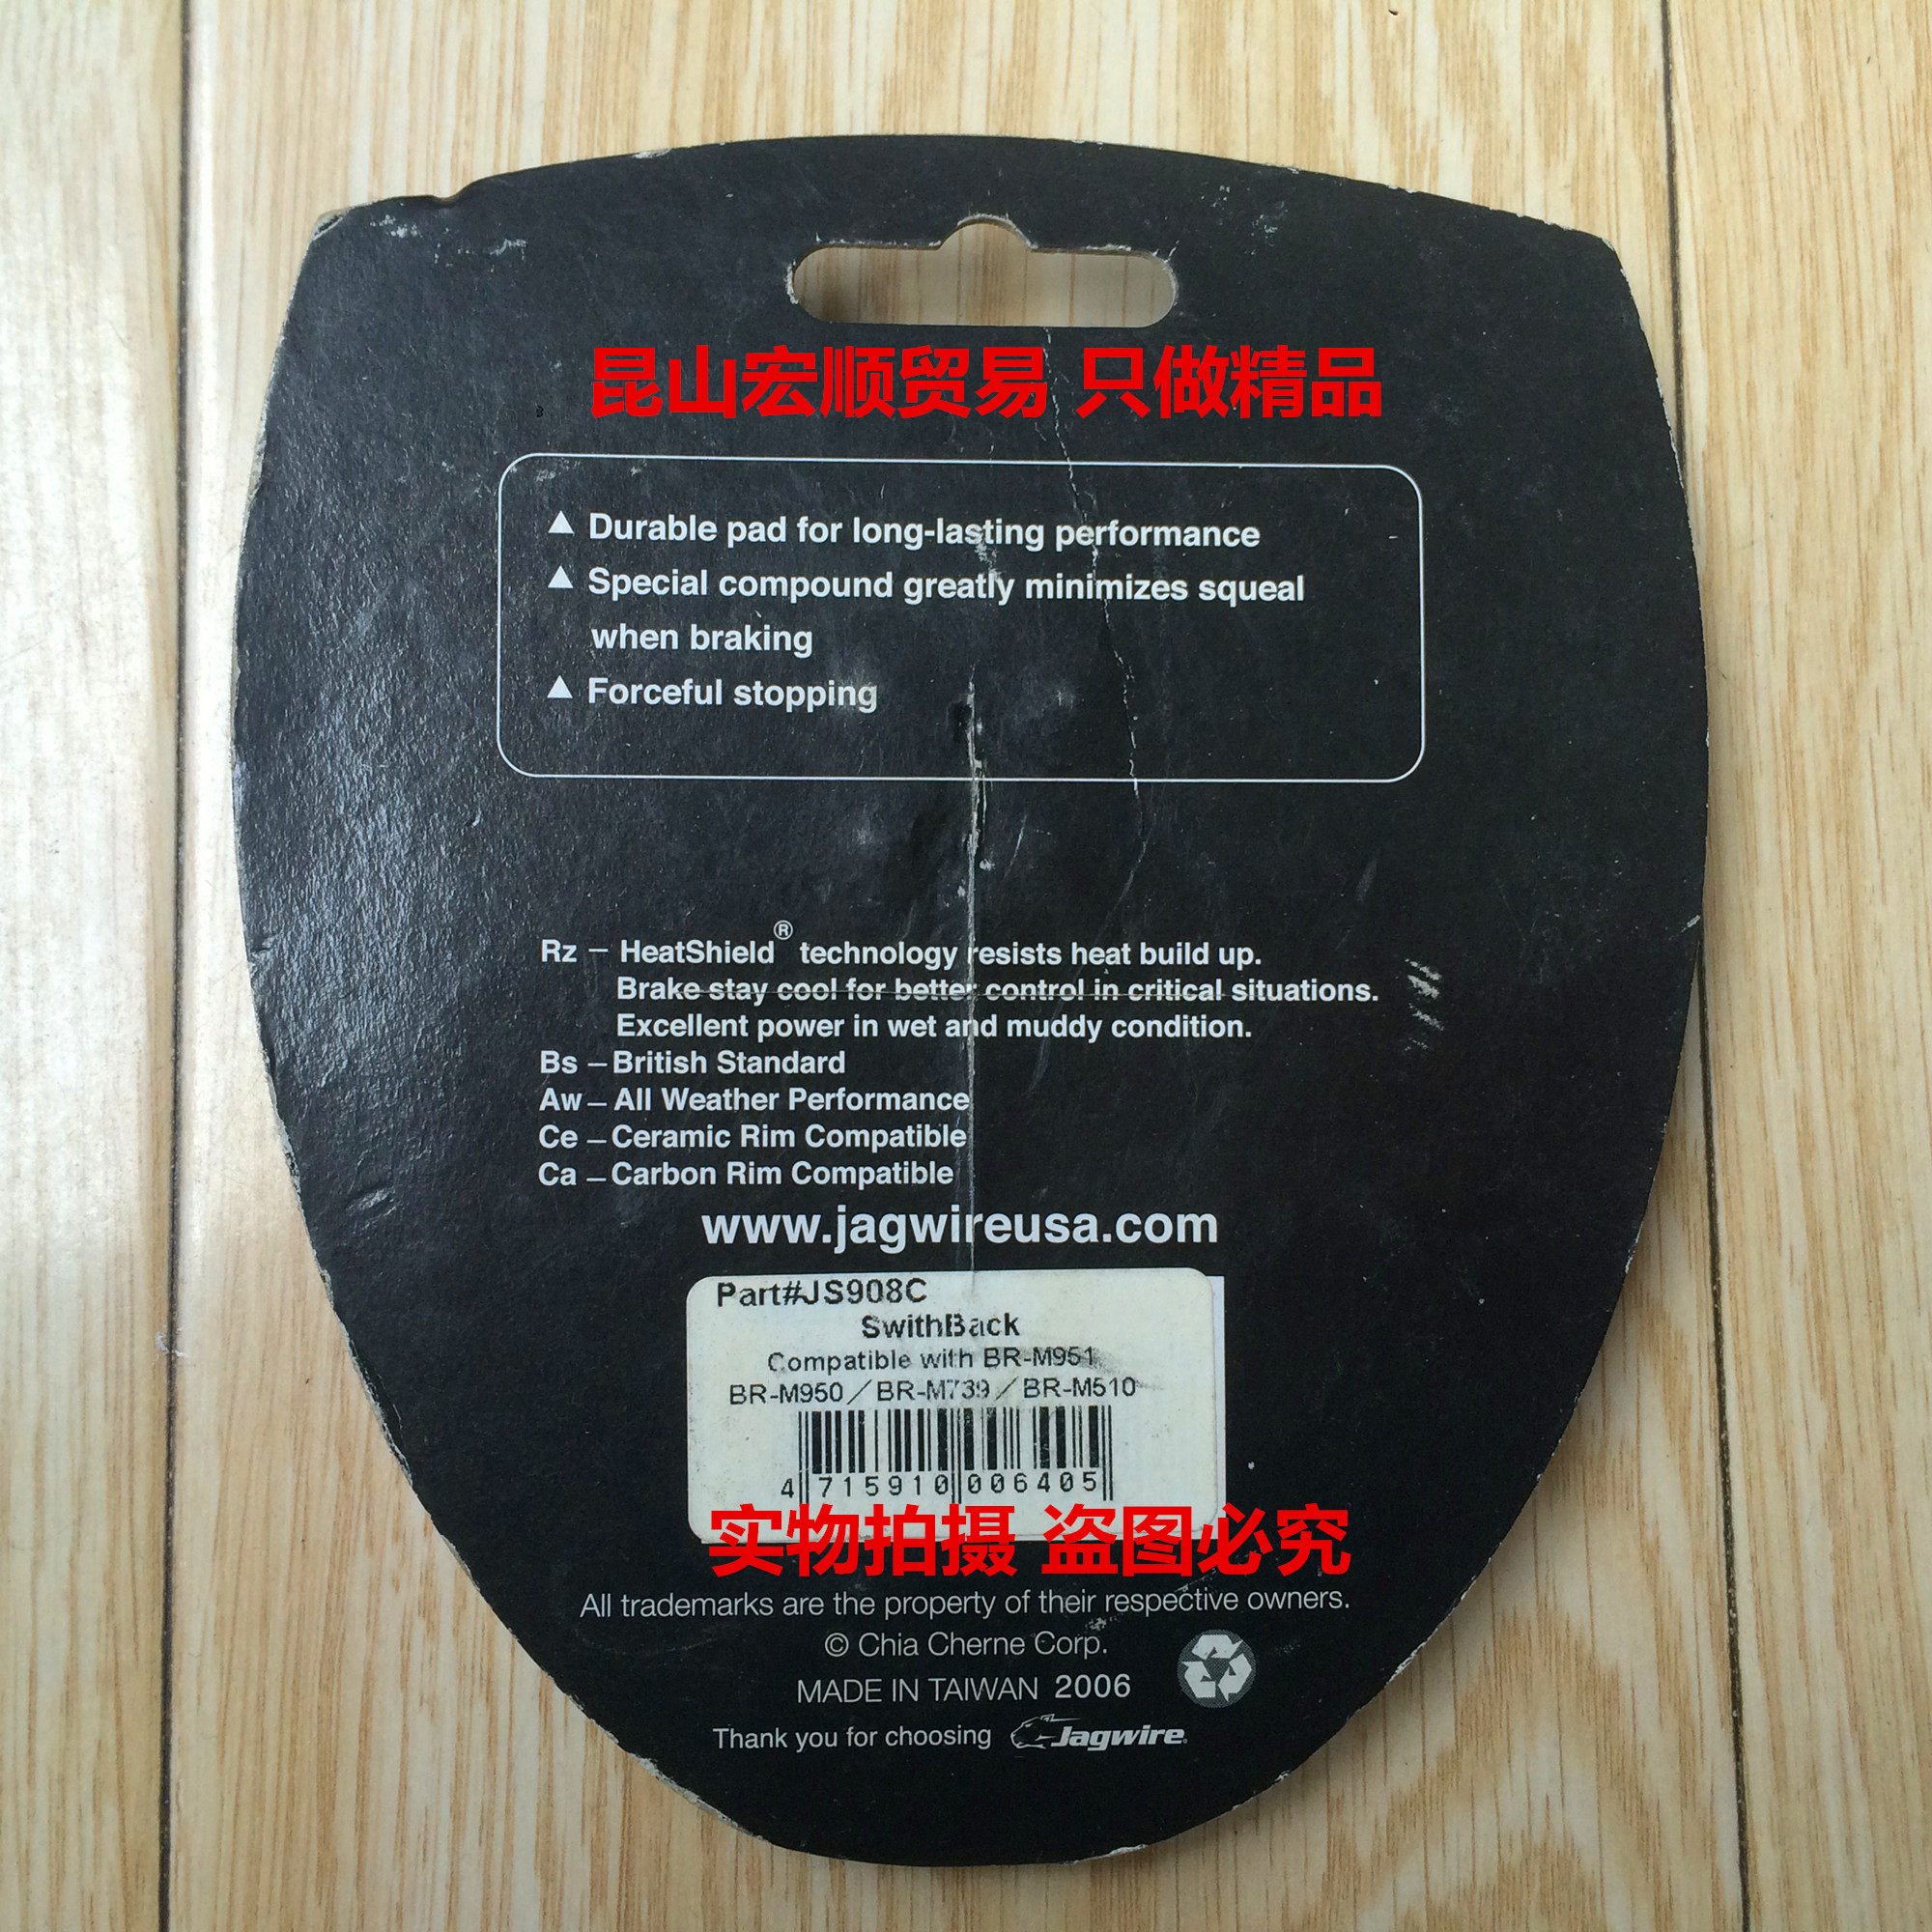 昆山宏顺贸易 只做精品
▲ Durable pad for long-lasting performance
▲ Special compound greatly minimizes squeal
when braking
▲ Forceful stopping
Rz – HeatShield® technology resists heat build up.
Brake stay cool for better control in critical situations.
Excellent power in wet and muddy condition.
Bs – British Standard
Aw – All Weather Performance
Ce – Ceramic Rim Compatible
Ca – Carbon Rim Compatible
www.jagwireusa.com
Part#JS908C
SwithBack
Compatible with BR-M951
BR-M950/BR-M739/BR-M510
4 715910 006405
实物拍摄 盗图必究
All trademarks are the property of their respective owners.
© Chia Cherne Corp.
MADE IN TAIWAN 2006
Thank you for choosing Jagwire